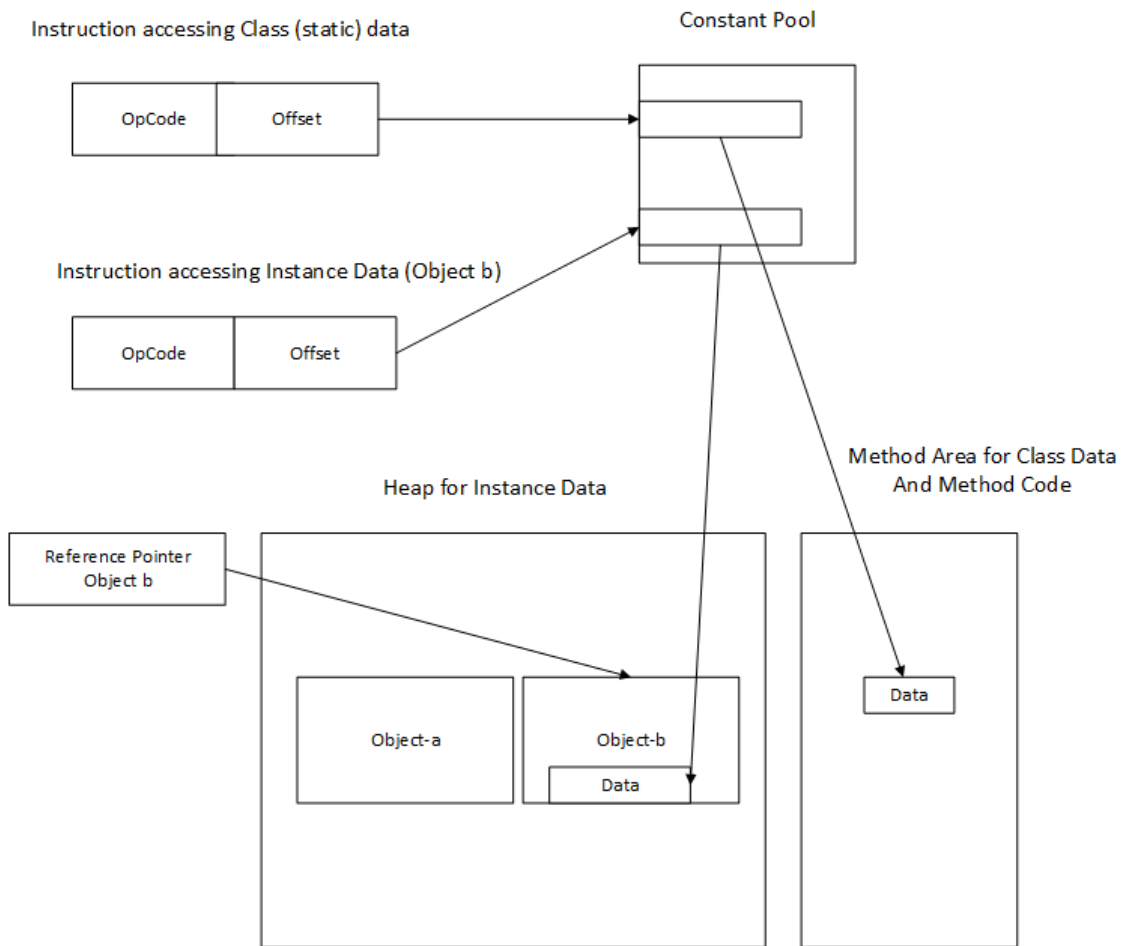 Instruction accessing Class (static) data
Constant Pool
OpCode
Offset
Instruction accessing Instance Data (Object b)
OpCode
Offset
Method Area for Class Data
And Method Code
Heap for Instance Data
Reference Pointer
Object b
Object-a
Object-b
Data
Data